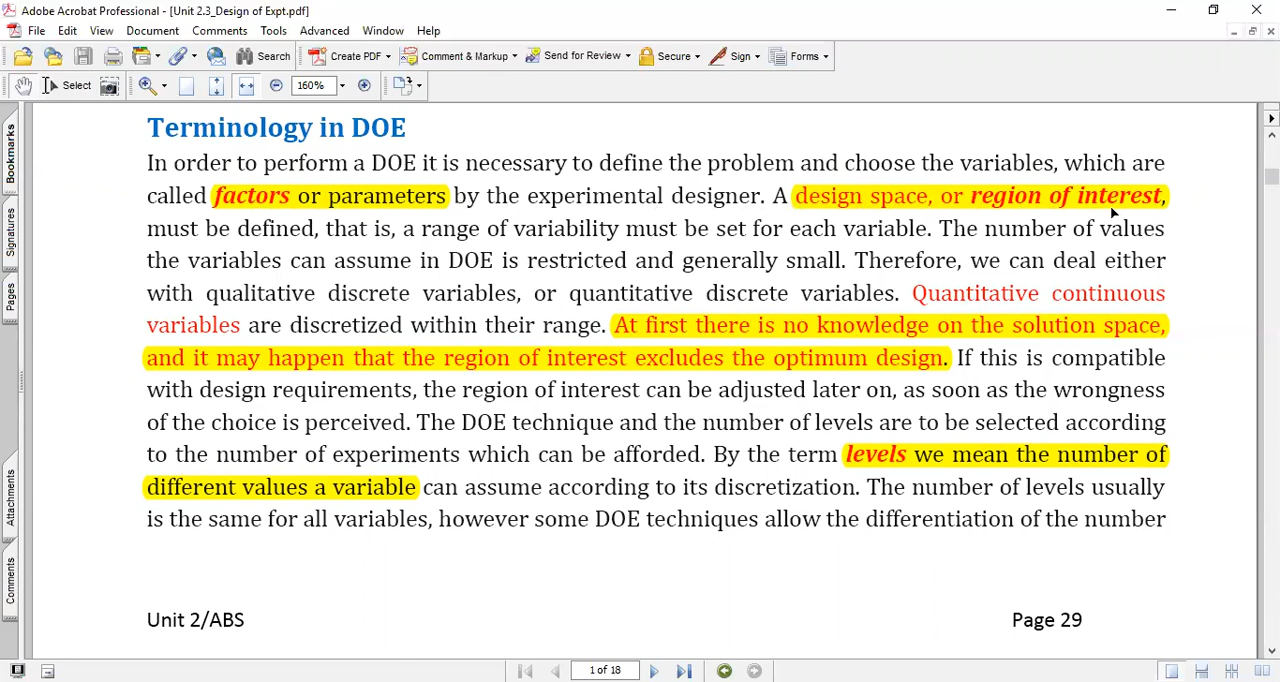 Adobe Acrobat Professional - [Unit 2.3_Design of Expt.pdf]
File Edit View Document Comments Tools Advanced Window Help
Search Create PDF Comment & Markup Send for Review Secure Sign Forms
Select 160%
Bookmarks
Signatures
Pages
Attachments
Comments
Terminology in DOE
In order to perform a DOE it is necessary to define the problem and choose the variables, which are
called factors or parameters by the experimental designer. A design space, or region of interest,
must be defined, that is, a range of variability must be set for each variable. The number of values
the variables can assume in DOE is restricted and generally small. Therefore, we can deal either
with qualitative discrete variables, or quantitative discrete variables. Quantitative continuous
variables are discretized within their range. At first there is no knowledge on the solution space,
and it may happen that the region of interest excludes the optimum design. If this is compatible
with design requirements, the region of interest can be adjusted later on, as soon as the wrongness
of the choice is perceived. The DOE technique and the number of levels are to be selected according
to the number of experiments which can be afforded. By the term levels we mean the number of
different values a variable can assume according to its discretization. The number of levels usually
is the same for all variables, however some DOE techniques allow the differentiation of the number
Unit 2/ABS Page 29
1 of 18